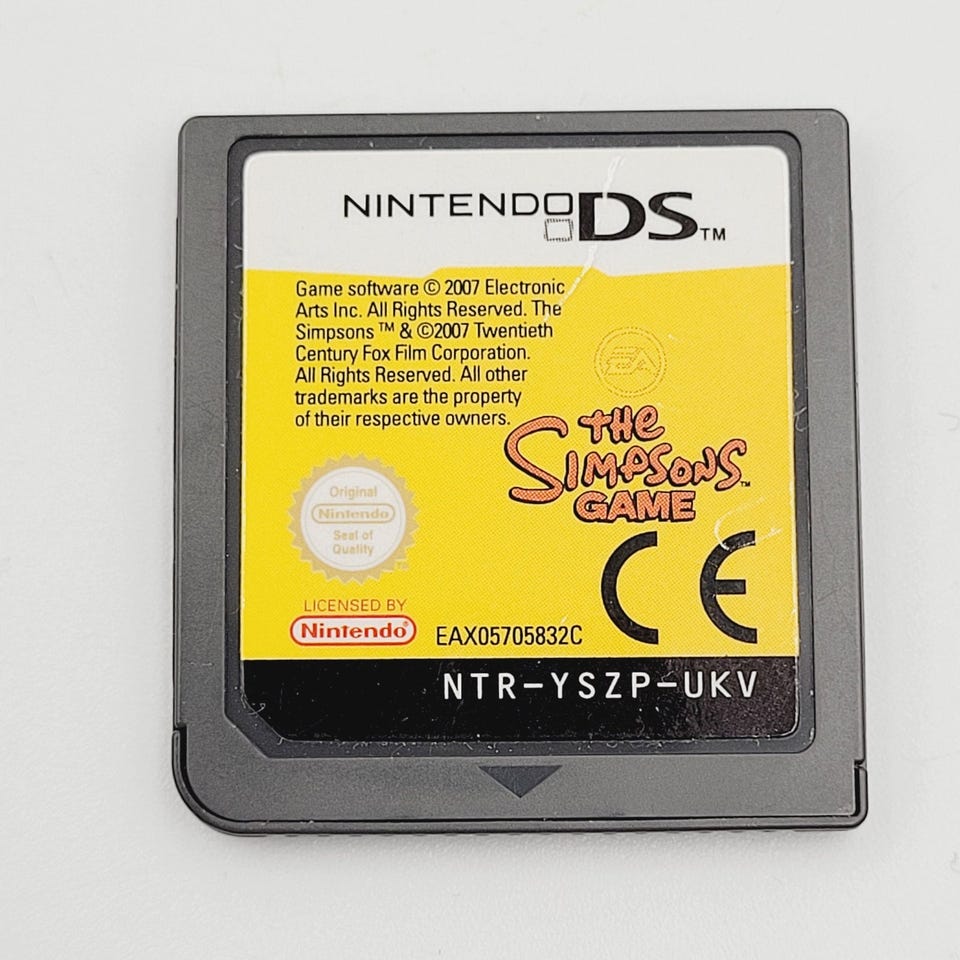 NINTENDO DS™
Game software © 2007 Electronic
Arts Inc. All Rights Reserved. The
Simpsons ™ & ©2007 Twentieth
Century Fox Film Corporation.
All Rights Reserved. All other
trademarks are the property
of their respective owners.
EA
THE
SIMPSONS™
GAME
Original
Nintendo
Seal of
Quality
TM
CE
LICENSED BY
Nintendo®
EAX05705832C
NTR-YSZP-UKV